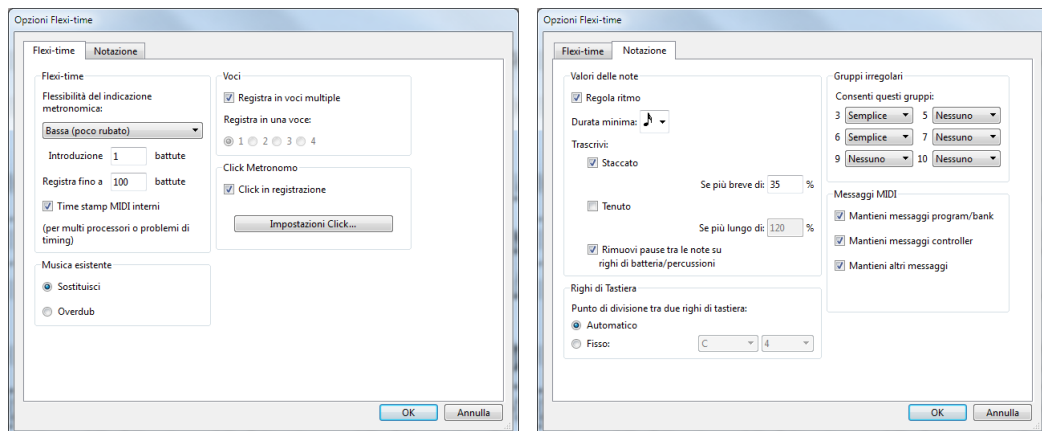 Opzioni Flexi-time
Flexi-time Notazione
Flexi-time
Flessibilità del indicazione
metronomica:
Bassa (poco rubato)
Introduzione 1 battute
Registra fino a 100 battute
Time stamp MIDI interni
(per multi processori o problemi di
timing)
Musica esistente
Sostituisci
Overdub
Voci
Registra in voci multiple
Registra in una voce:
1 2 3 4
Click Metronomo
Click in registrazione
Impostazioni Click...
OK Annulla
Opzioni Flexi-time
Flexi-time Notazione
Valori delle note
Regola ritmo
Durata minima:
Trascrivi:
Staccato
Se più breve di: 35 %
Tenuto
Se più lungo di: 120 %
Rimuovi pause tra le note su
righi di batteria/percussioni
Righi di Tastiera
Punto di divisione tra due righi di tastiera:
Automatico
Fisso: C 4
Gruppi irregolari
Consenti questi gruppi:
3 Semplice 5 Nessuno
6 Semplice 7 Nessuno
9 Nessuno 10 Nessuno
Messaggi MIDI
Mantieni messaggi program/bank
Mantieni messaggi controller
Mantieni altri messaggi
OK Annulla